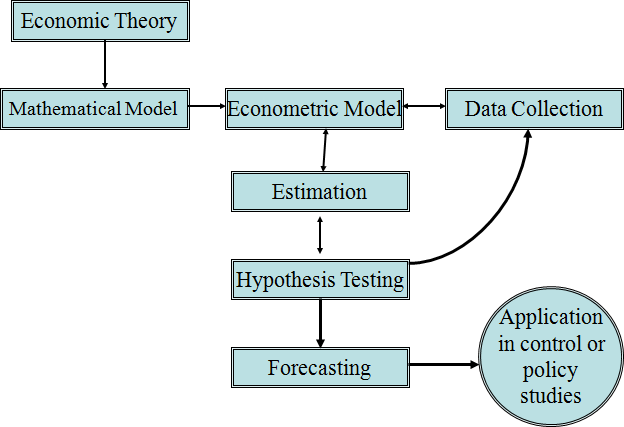 Economic Theory
Mathematical Model
Econometric Model
Data Collection
Estimation
Hypothesis Testing
Forecasting
Application
in control or
policy
studies